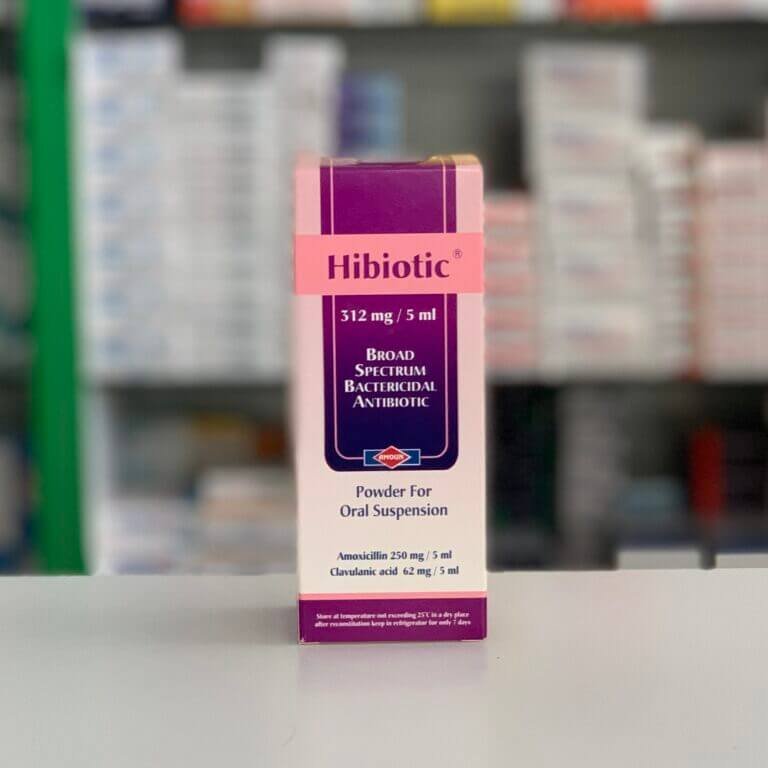 Hibiotic®
312 mg / 5 ml
BROAD
SPECTRUM
BACTERICIDAL
ANTIBIOTIC
AMOUN
Powder For
Oral Suspension
Amoxicillin 250 mg / 5 ml
Clavulanic acid 62 mg / 5 ml
Store at temperature not exceeding 25°C in a dry place
after reconstitution keep in refrigerator for only 7 days